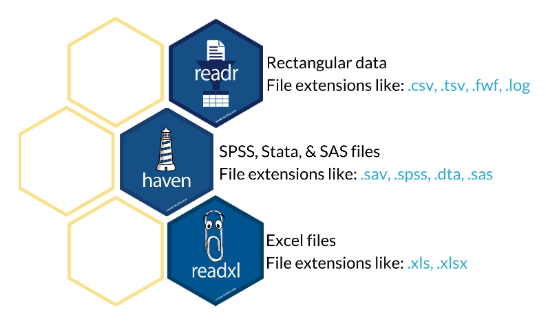 readr
Rectangular data
File extensions like: .csv, .tsv, .fwf, .log
haven
SPSS, Stata, & SAS files
File extensions like: .sav, .spss, .dta, .sas
readxl
Excel files
File extensions like: .xls, .xlsx